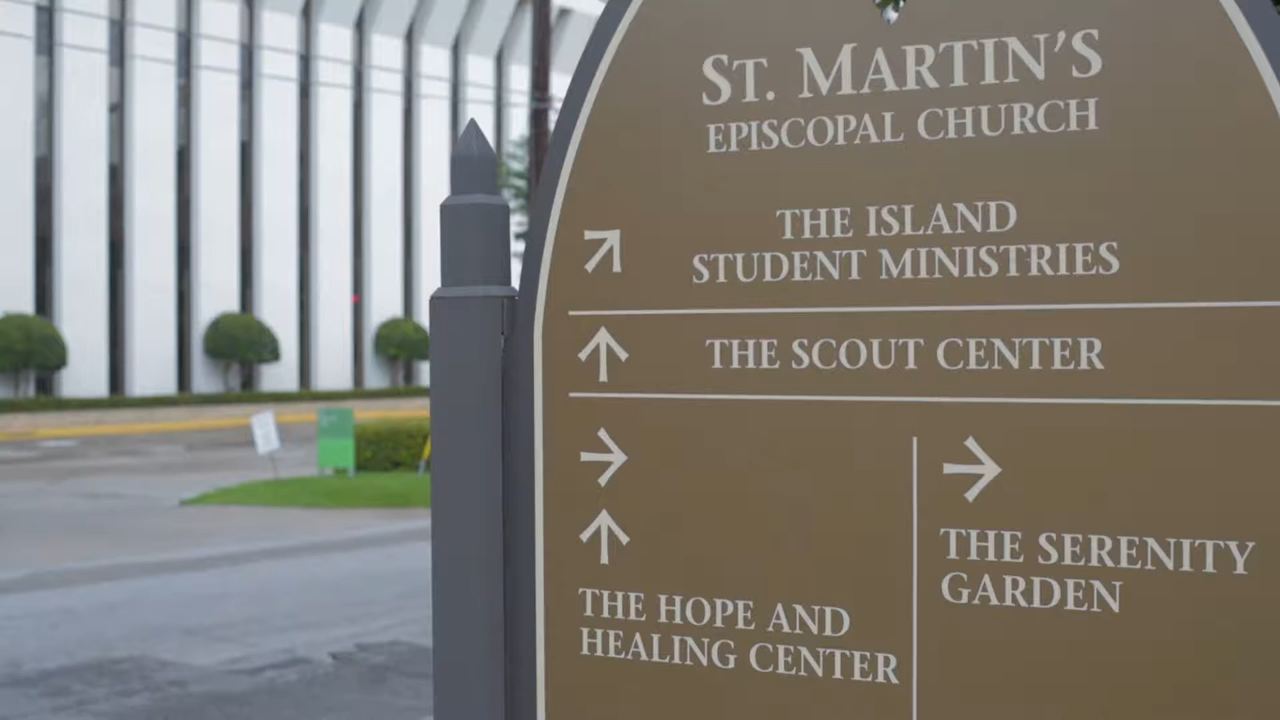 ST. MARTIN'S
EPISCOPAL CHURCH
THE ISLAND
STUDENT MINISTRIES
THE SCOUT CENTER
THE HOPE AND
HEALING CENTER
THE SERENITY
GARDEN